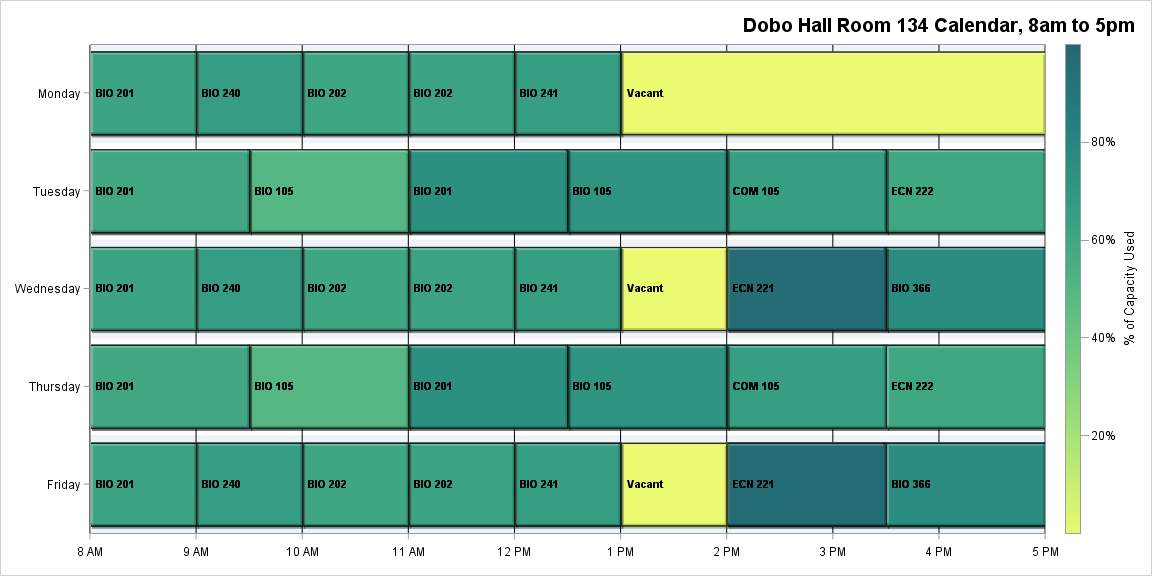 Dobo Hall Room 134 Calendar, 8am to 5pm
Monday BIO 201 BIO 240 BIO 202 BIO 202 BIO 241 Vacant
80%
Tuesday BIO 201 BIO 105 BIO 201 BIO 105 COM 105 ECN 222
60%
Wednesday BIO 201 BIO 240 BIO 202 BIO 202 BIO 241 Vacant ECN 221 BIO 366
% of Capacity Used
40%
Thursday BIO 201 BIO 105 BIO 201 BIO 105 COM 105 ECN 222
20%
Friday BIO 201 BIO 240 BIO 202 BIO 202 BIO 241 Vacant ECN 221 BIO 366
8 AM 9 AM 10 AM 11 AM 12 PM 1 PM 2 PM 3 PM 4 PM 5 PM